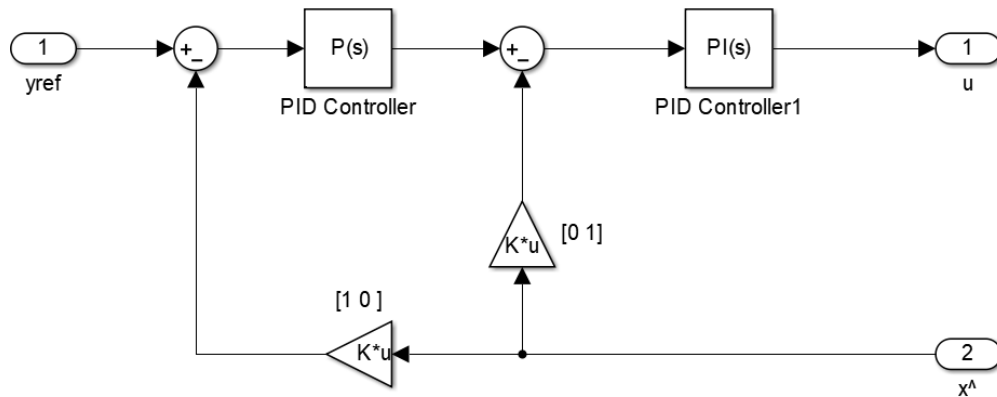 1
yref
+
−
P(s)
PID Controller
+
−
PI(s)
PID Controller1
1
u
K*u
[0 1]
[1 0 ]
K*u
2
x^